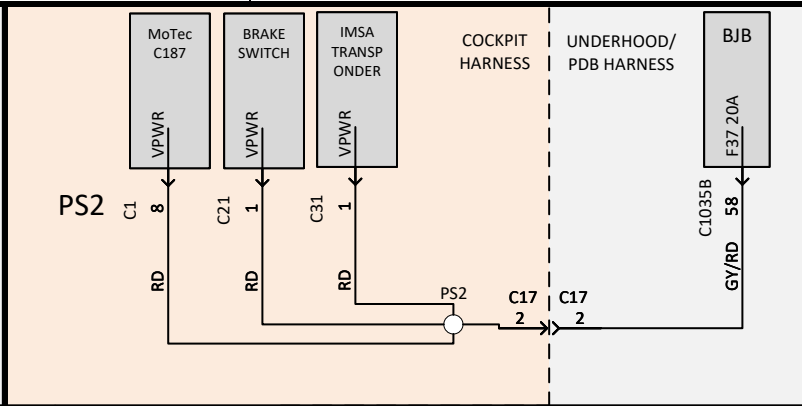 MoTec
C187
BRAKE
SWITCH
IMSA
TRANSP
ONDER
COCKPIT
HARNESS
UNDERHOOD/
PDB HARNESS
BJB
VPWR
VPWR
VPWR
F37 20A
PS2
C1
8
C21
1
C31
1
C1035B
58
RD
RD
RD
GY/RD
PS2
C17
2
C17
2